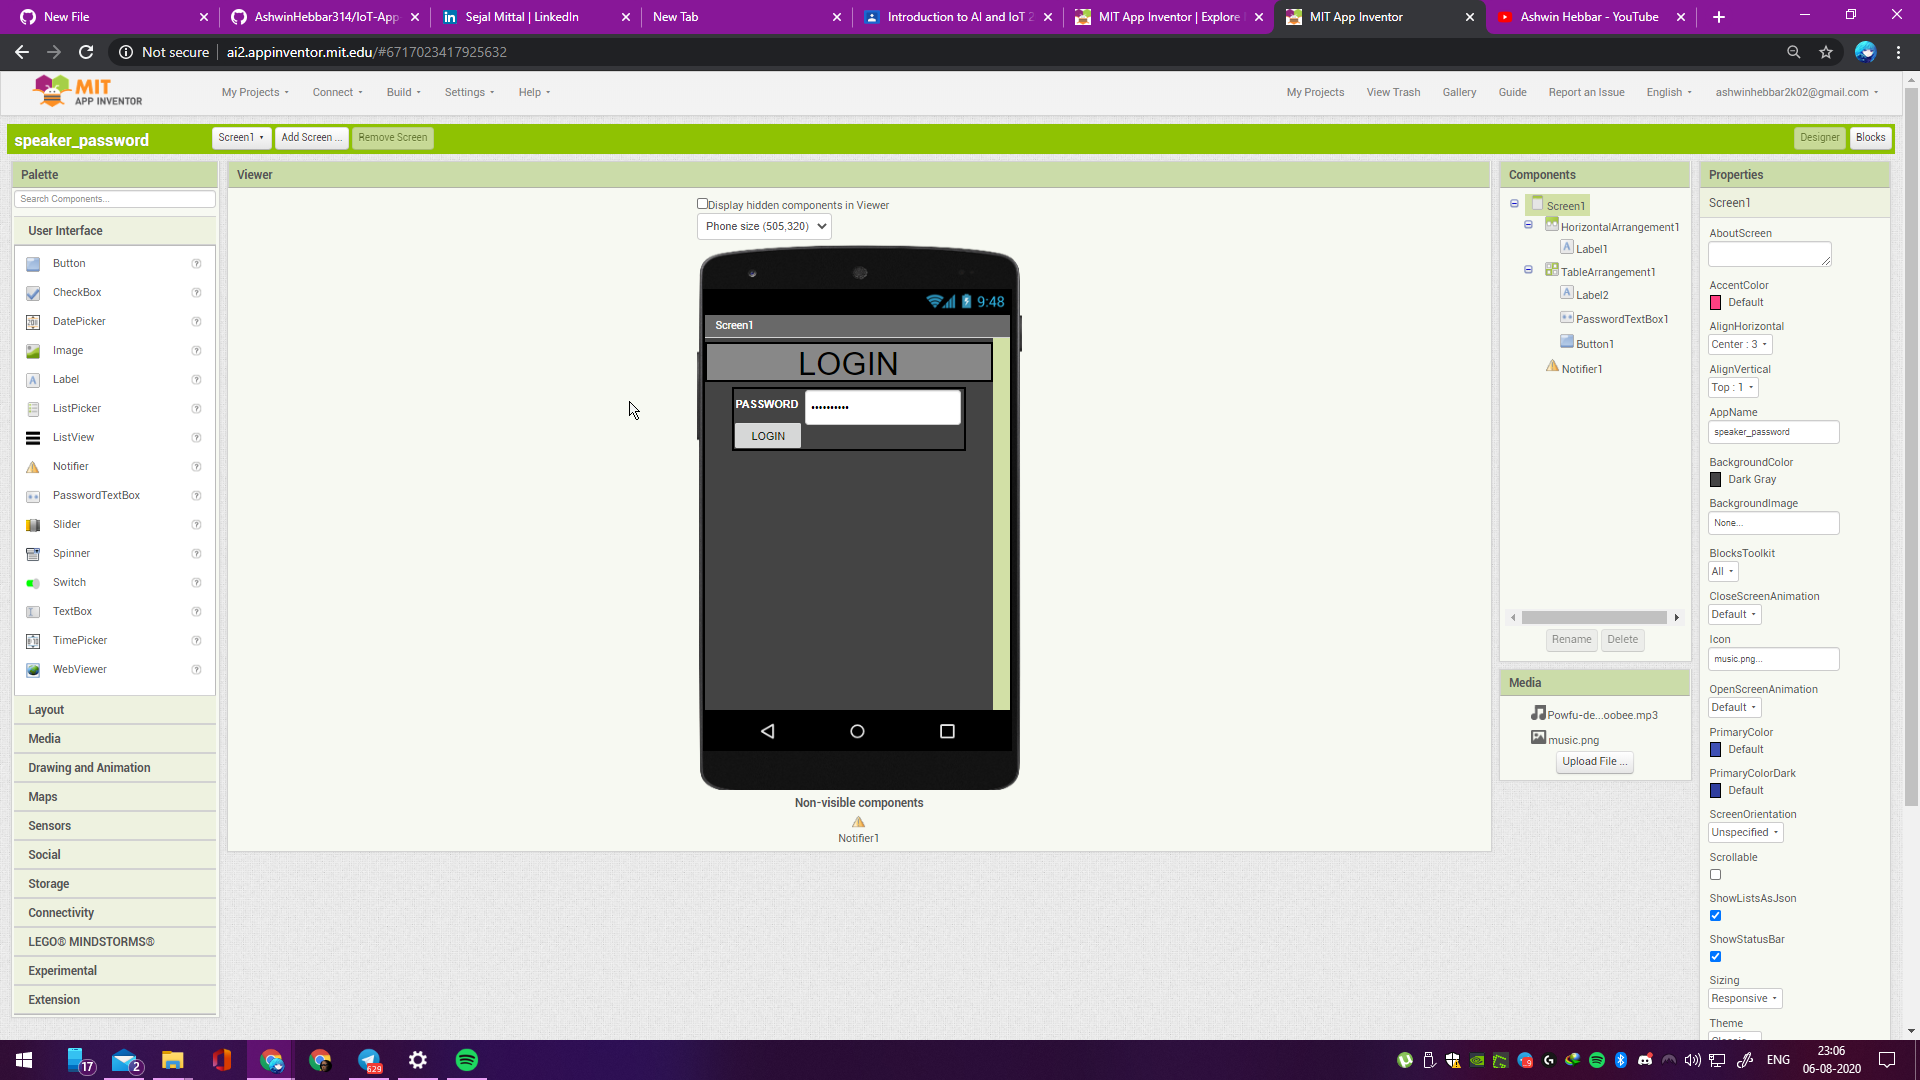 New File
AshwinHebbar314/IoT-App-
Sejal Mittal | LinkedIn
New Tab
Introduction to AI and IoT 2
MIT App Inventor | Explore
MIT App Inventor
Ashwin Hebbar - YouTube
Not secure
ai2.appinventor.mit.edu/#6717023417925632
MIT
APP INVENTOR
My Projects
Connect
Build
Settings
Help
My Projects
View Trash
Gallery
Guide
Report an Issue
English
ashwinhebbar2k02@gmail.com
speaker_password
Screen1
Add Screen ...
Remove Screen
Designer
Blocks
Palette
Search Components...
User Interface
Button
CheckBox
DatePicker
Image
Label
ListPicker
ListView
Notifier
PasswordTextBox
Slider
Spinner
Switch
TextBox
TimePicker
WebViewer
Layout
Media
Drawing and Animation
Maps
Sensors
Social
Storage
Connectivity
LEGO® MINDSTORMS®
Experimental
Extension
Viewer
Display hidden components in Viewer
Phone size (505,320)
9:48
Screen1
LOGIN
PASSWORD
••••••••••
LOGIN
Non-visible components
Notifier1
Components
Screen1
HorizontalArrangement1
Label1
TableArrangement1
Label2
PasswordTextBox1
Button1
Notifier1
Rename
Delete
Media
Powfu-de...oobee.mp3
music.png
Upload File ...
Properties
Screen1
AboutScreen
AccentColor
Default
AlignHorizontal
Center : 3
AlignVertical
Top : 1
AppName
speaker_password
BackgroundColor
Dark Gray
BackgroundImage
None...
BlocksToolkit
All
CloseScreenAnimation
Default
Icon
music.png...
OpenScreenAnimation
Default
PrimaryColor
Default
PrimaryColorDark
Default
ScreenOrientation
Unspecified
Scrollable
ShowListsAsJson
ShowStatusBar
Sizing
Responsive
Theme
17
2
629
ENG
23:06
06-08-2020